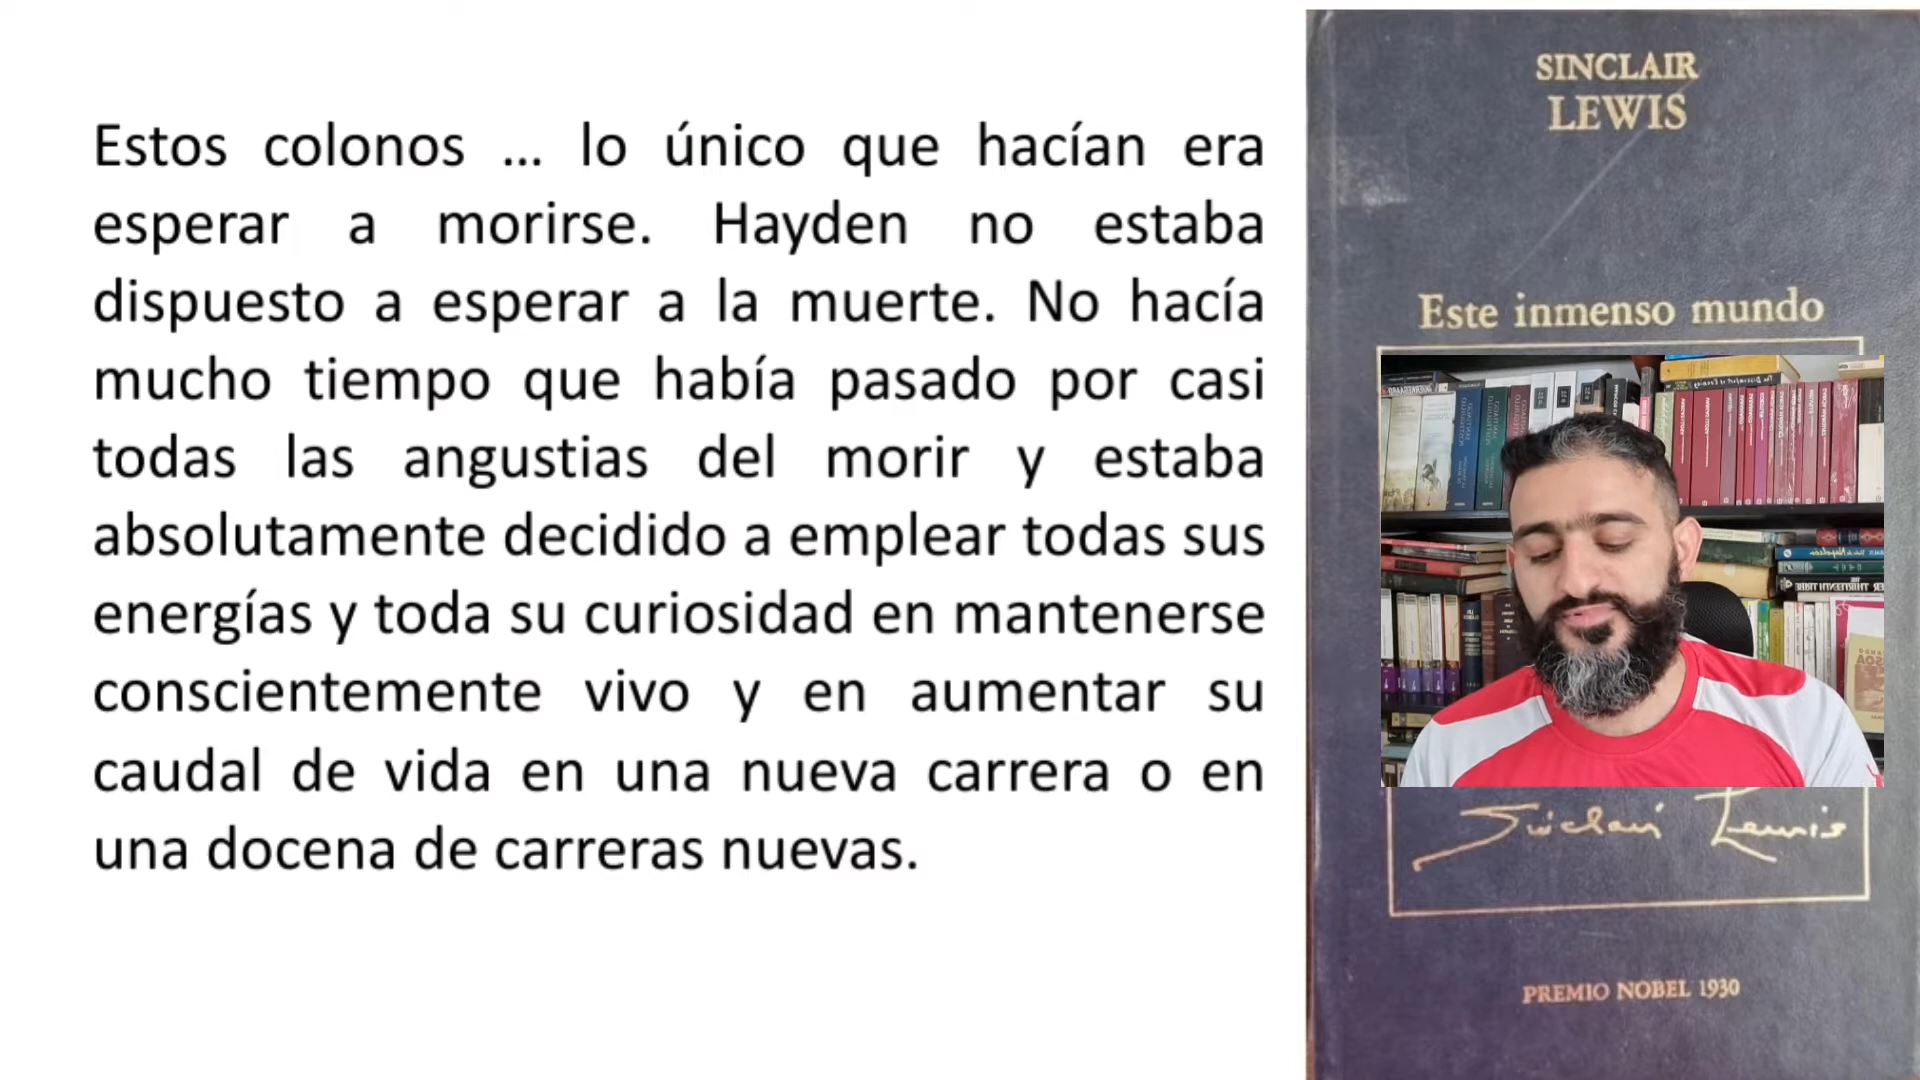 Estos colonos ... lo único que hacían era
esperar a morirse. Hayden no estaba
dispuesto a esperar a la muerte. No hacía
mucho tiempo que había pasado por casi
todas las angustias del morir y estaba
absolutamente decidido a emplear todas sus
energías y toda su curiosidad en mantenerse
conscientemente vivo y en aumentar su
caudal de vida en una nueva carrera o en
una docena de carreras nuevas.
SINCLAIR
LEWIS
Este inmenso mundo
Sinclair Lewis
PREMIO NOBEL 1930
THIRTEENTH TRIBE